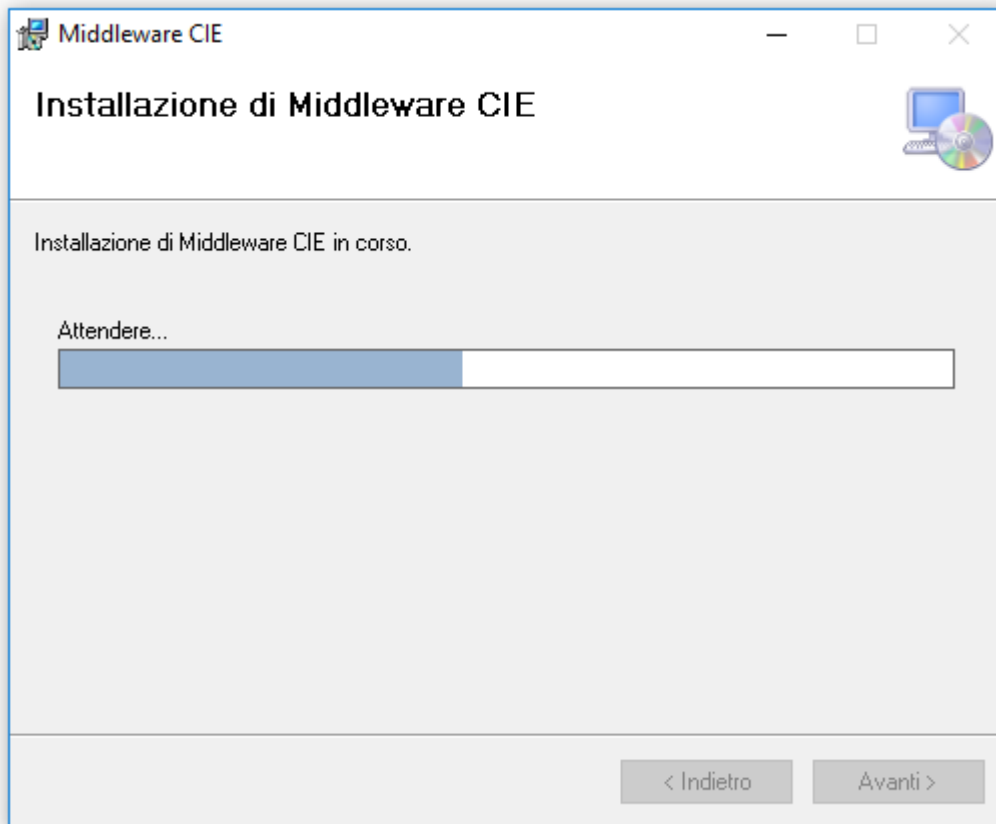 Middleware CIE
Installazione di Middleware CIE
Installazione di Middleware CIE in corso.
Attendere...
< Indietro
Avanti >